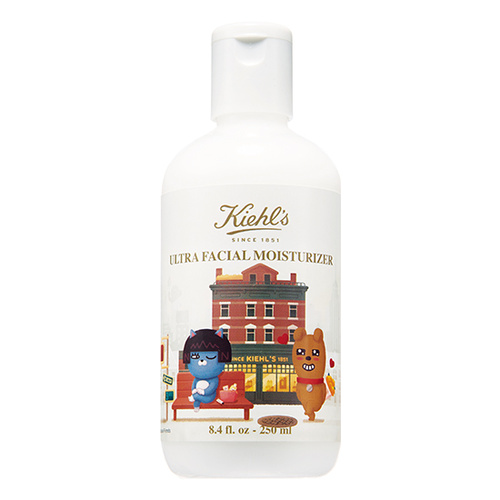 Kiehl's
SINCE 1851
ULTRA FACIAL MOISTURIZER
SINCE KIEHL'S 1851
8.4 fl. oz - 250 ml